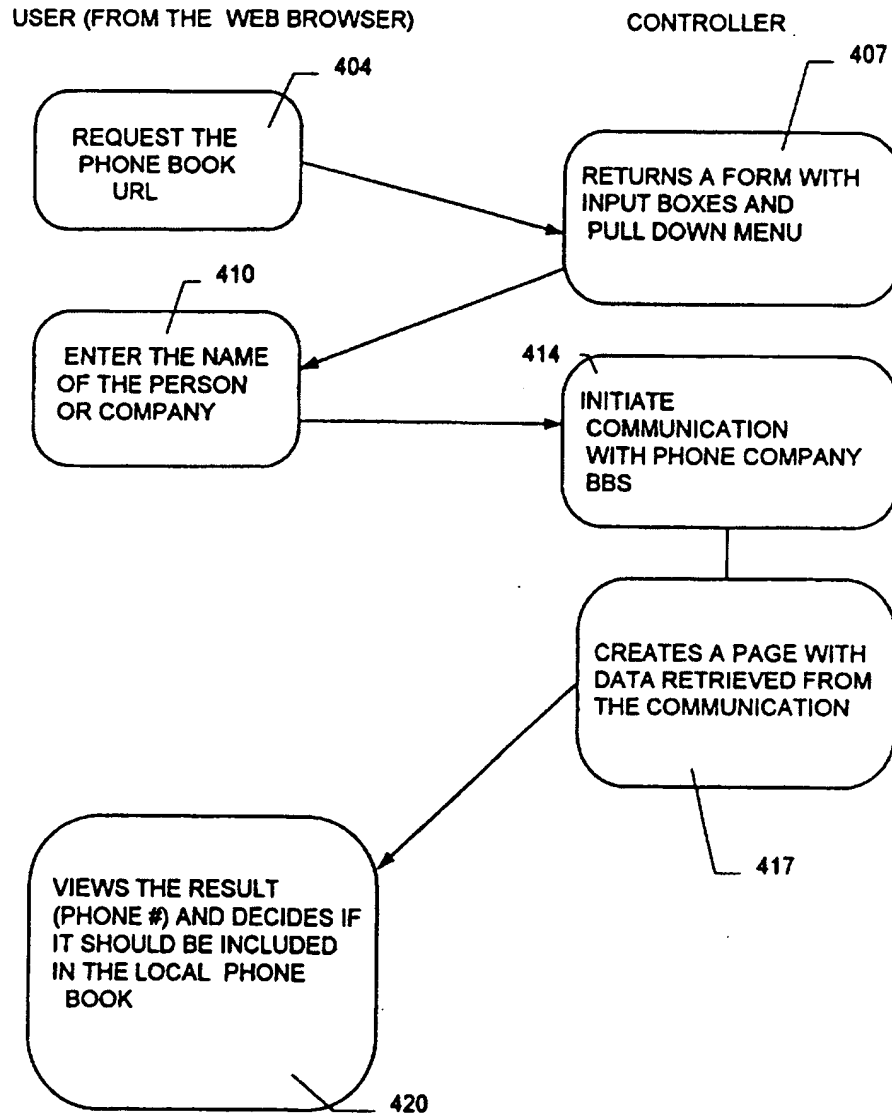 USER (FROM THE WEB BROWSER)
CONTROLLER
404
407
REQUEST THE
PHONE BOOK
URL
RETURNS A FORM WITH
INPUT BOXES AND
PULL DOWN MENU
410
ENTER THE NAME
OF THE PERSON
OR COMPANY
414
INITIATE
COMMUNICATION
WITH PHONE COMPANY
BBS
CREATES A PAGE WITH
DATA RETRIEVED FROM
THE COMMUNICATION
417
VIEWS THE RESULT
(PHONE #) AND DECIDES IF
IT SHOULD BE INCLUDED
IN THE LOCAL PHONE
BOOK
420